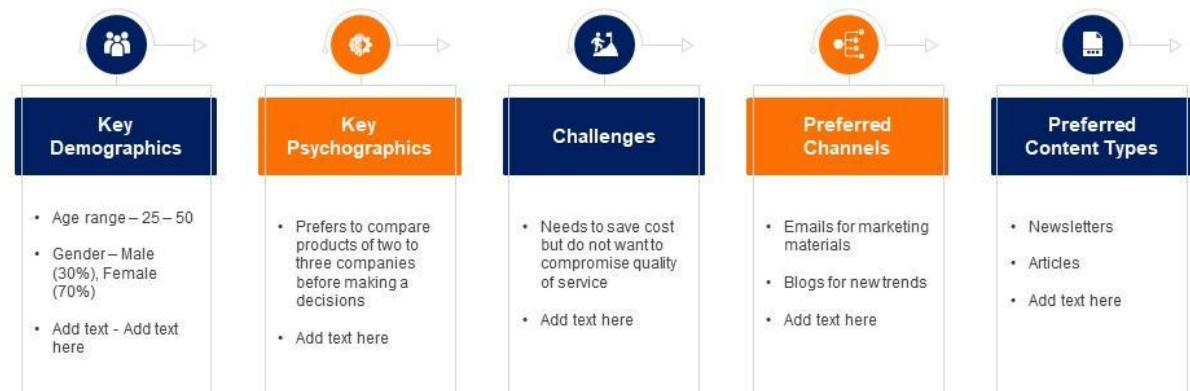 Key
Demographics
• Age range – 25 – 50
• Gender – Male
(30%), Female
(70%)
• Add text - Add text
here
Key
Psychographics
• Prefers to compare
products of two to
three companies
before making a
decisions
• Add text here
Challenges
• Needs to save cost
but do not want to
compromise quality
of service
• Add text here
Preferred
Channels
• Emails for marketing
materials
• Blogs for new trends
• Add text here
Preferred
Content Types
• Newsletters
• Articles
• Add text here